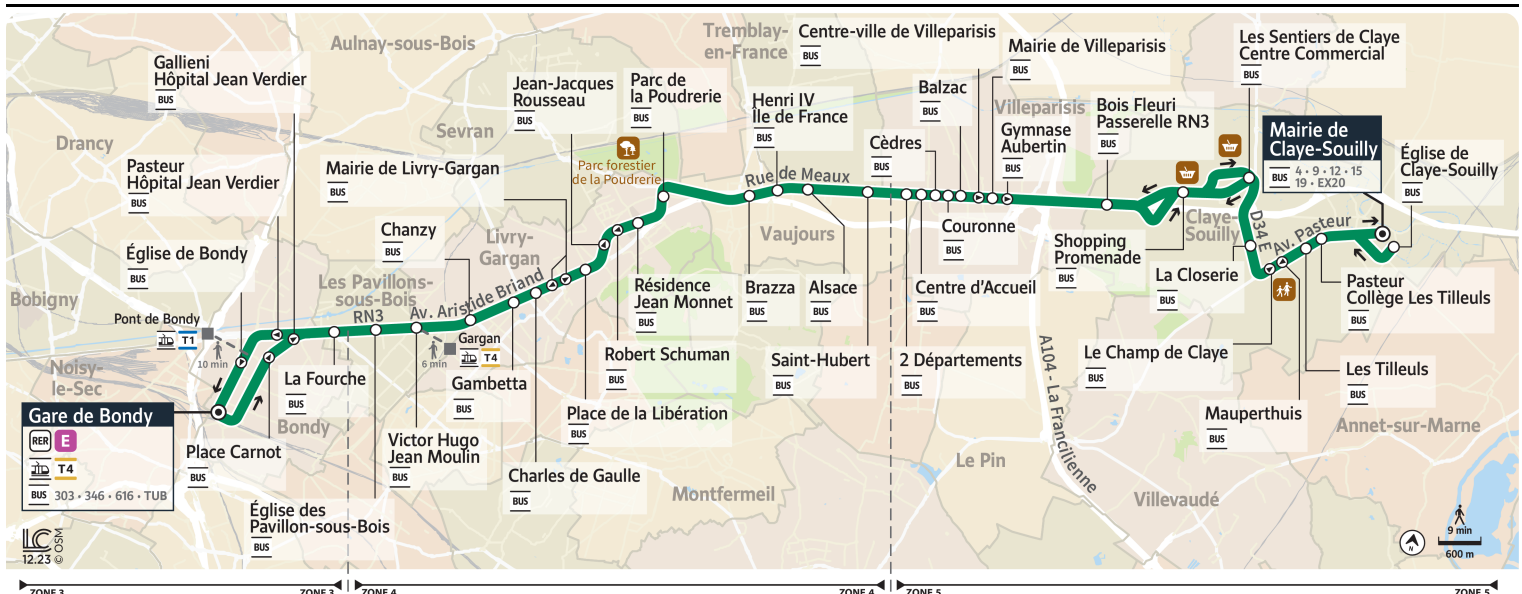 Gallieni
Hôpital Jean Verdier
BUS
Aulnay-sous-Bois
Drancy
Pasteur
Hôpital Jean Verdier
BUS
Église de Bondy
BUS
Bobigny
Pont de Bondy
T1
10 min
Noisy-
le-Sec
Gare de Bondy
RER E
T4
BUS 303 • 346 • 616 • TUB
Place Carnot
BUS
Bondy
La Fourche
BUS
Église des
Pavillon-sous-Bois
BUS
Les Pavillons-
sous-Bois
RN3
Mairie de Livry-Gargan
BUS
Chanzy
BUS
Livry-
Gargan
Av. Aristide Briand
Gargan
T4
6 min
Victor Hugo
Jean Moulin
BUS
Gambetta
BUS
Charles de Gaulle
BUS
Place de la Libération
BUS
Robert Schuman
BUS
Résidence
Jean Monnet
BUS
Sevran
Jean-Jacques
Rousseau
BUS
Parc de
la Poudrerie
BUS
Parc forestier
de la Poudrerie
Tremblay-
en-France
Centre-ville de Villeparisis
BUS
Henri IV
Île de France
BUS
Rue de Meaux
Vaujours
Brazza
BUS
Alsace
BUS
Saint-Hubert
BUS
Montfermeil
Cèdres
BUS
Balzac
BUS
Mairie de Villeparisis
BUS
Villeparisis
Gymnase
Aubertin
BUS
Couronne
BUS
Centre d'Accueil
BUS
2 Départements
BUS
Le Pin
A104 - La Francilienne
Bois Fleuri
Passerelle RN3
BUS
Shopping
Promenade
BUS
Claye-
Souilly
Les Sentiers de Claye
Centre Commercial
BUS
Mairie de
Claye-Souilly
BUS 4 • 9 • 12 • 15
19 • EX20
Église de
Claye-Souilly
BUS
D34 E
Av. Pasteur
La Closerie
BUS
Le Champ de Claye
BUS
Mauperthuis
BUS
Les Tilleuls
BUS
Pasteur
Collège Les Tilleuls
BUS
Annet-sur-Marne
Villevaudé
N
9 min
600 m
LC
12.23 © OSM
ZONE 3
ZONE 3
ZONE 4
ZONE 4
ZONE 5
ZONE 5